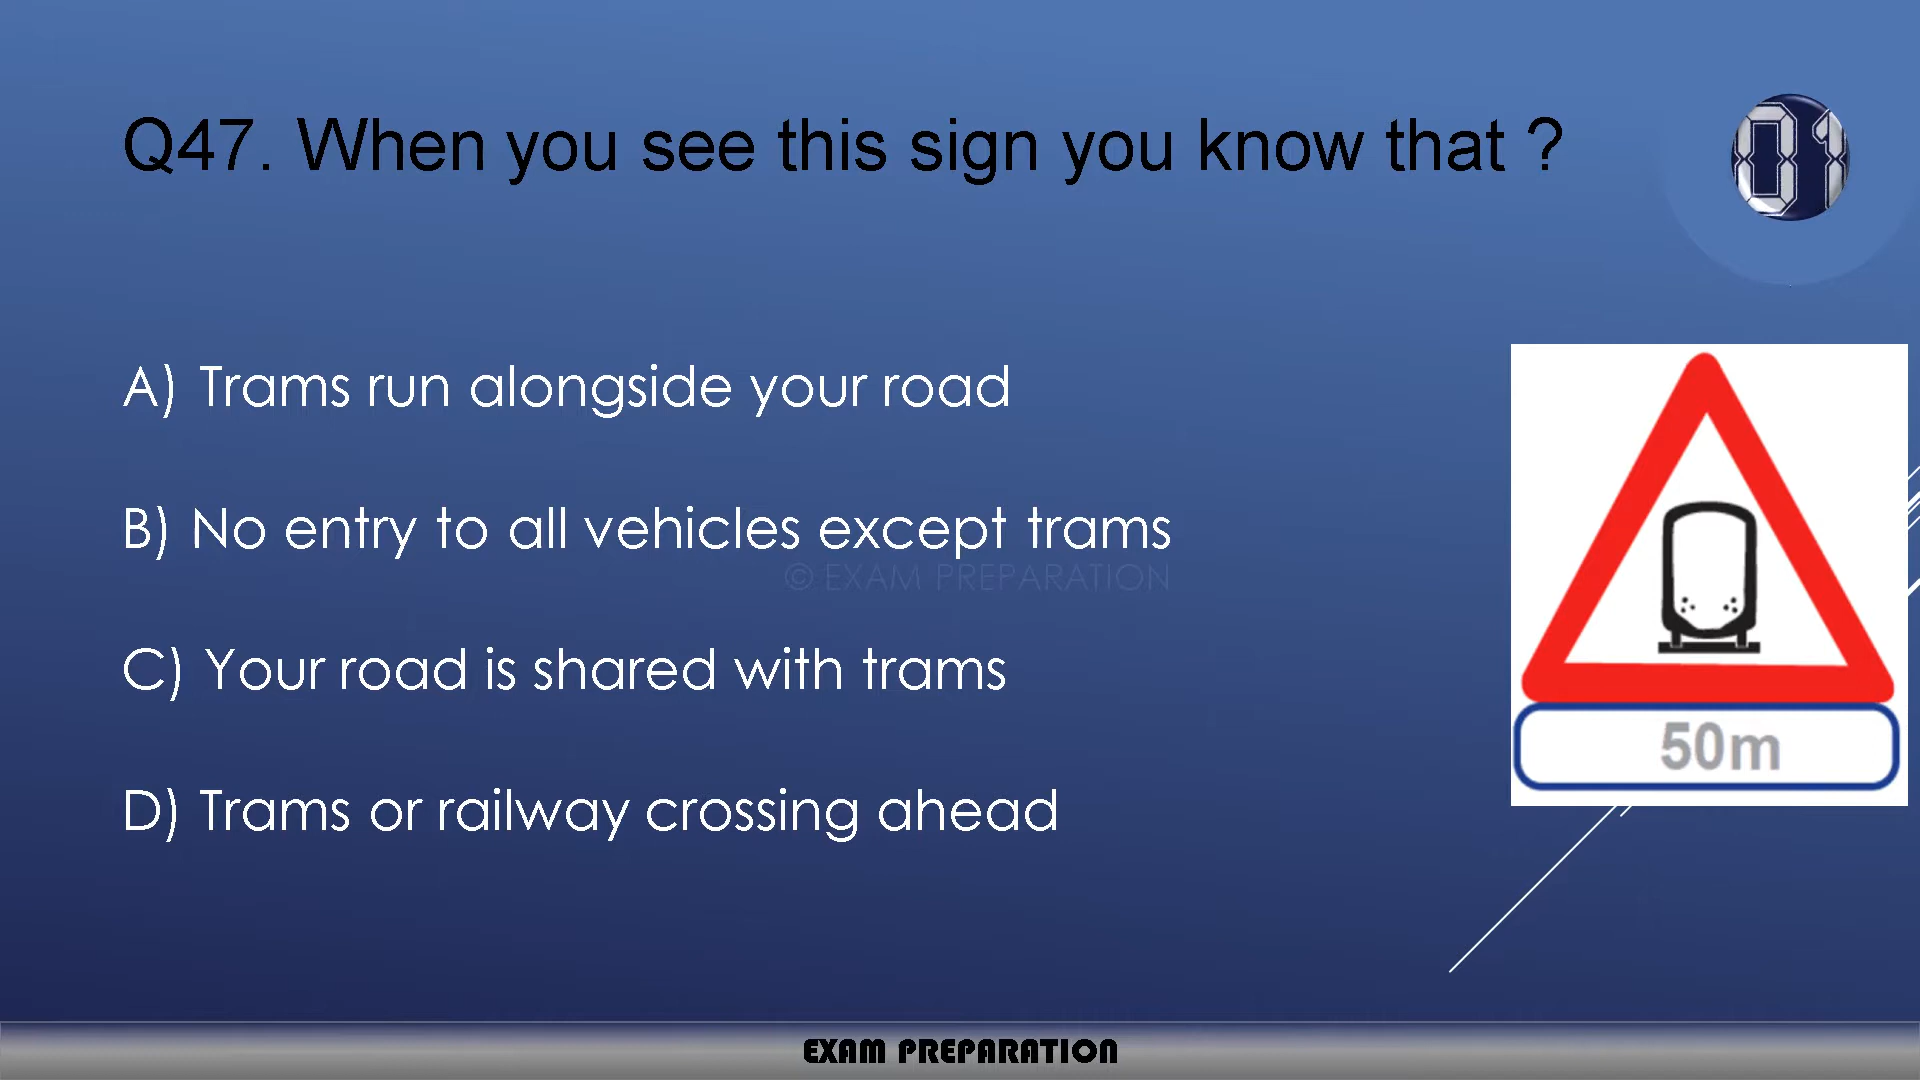 Q47. When you see this sign you know that ?
01
A) Trams run alongside your road
B) No entry to all vehicles except trams
© EXAM PREPARATION
C) Your road is shared with trams
50m
D) Trams or railway crossing ahead
EXAM PREPARATION